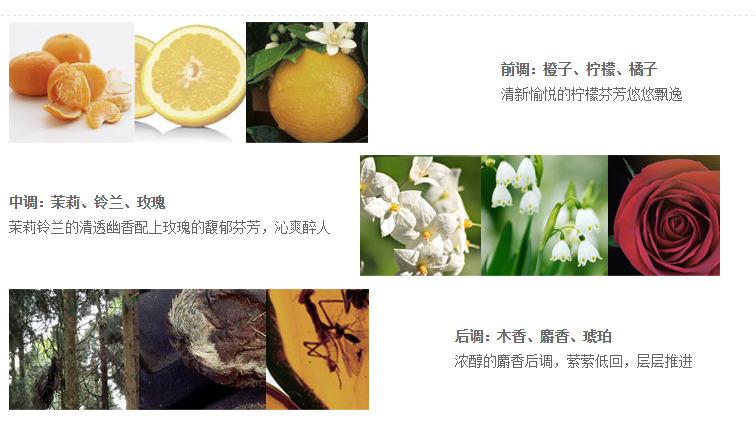 前调：橙子、柠檬、橘子
清新愉悦的柠檬芬芳悠悠飘逸
中调：茉莉、铃兰、玫瑰
茉莉铃兰的清透幽香配上玫瑰的馥郁芬芳，沁爽醉人
后调：木香、麝香、琥珀
浓醇的麝香后调，萦萦低回，层层推进